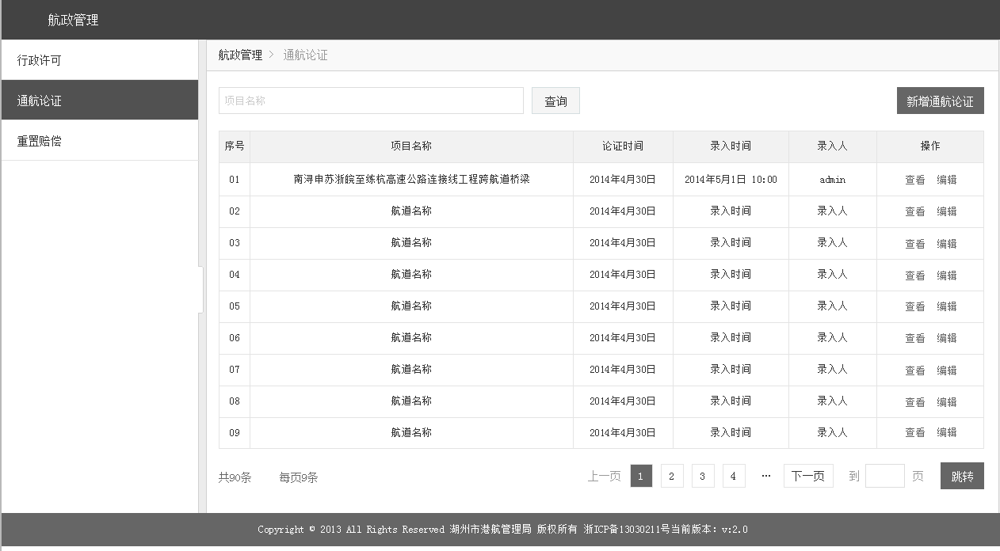 航政管理
行政许可
通航论证
重置赔偿
航政管理 > 通航论证
项目名称 查询 新增通航论证
序号 项目名称 论证时间 录入时间 录入人 操作
01 南浔申苏浙皖至练杭高速公路连接线工程跨航道桥梁 2014年4月30日 2014年5月1日 10:00 admin 查看 编辑
02 航道名称 2014年4月30日 录入时间 录入人 查看 编辑
03 航道名称 2014年4月30日 录入时间 录入人 查看 编辑
04 航道名称 2014年4月30日 录入时间 录入人 查看 编辑
05 航道名称 2014年4月30日 录入时间 录入人 查看 编辑
06 航道名称 2014年4月30日 录入时间 录入人 查看 编辑
07 航道名称 2014年4月30日 录入时间 录入人 查看 编辑
08 航道名称 2014年4月30日 录入时间 录入人 查看 编辑
09 航道名称 2014年4月30日 录入时间 录入人 查看 编辑
共90条 每页9条 上一页 1 2 3 4 … 下一页 到 页 跳转
Copyright © 2013 All Rights Reserved 湖州市港航管理局 版权所有 浙ICP备13030211号当前版本：v:2.0